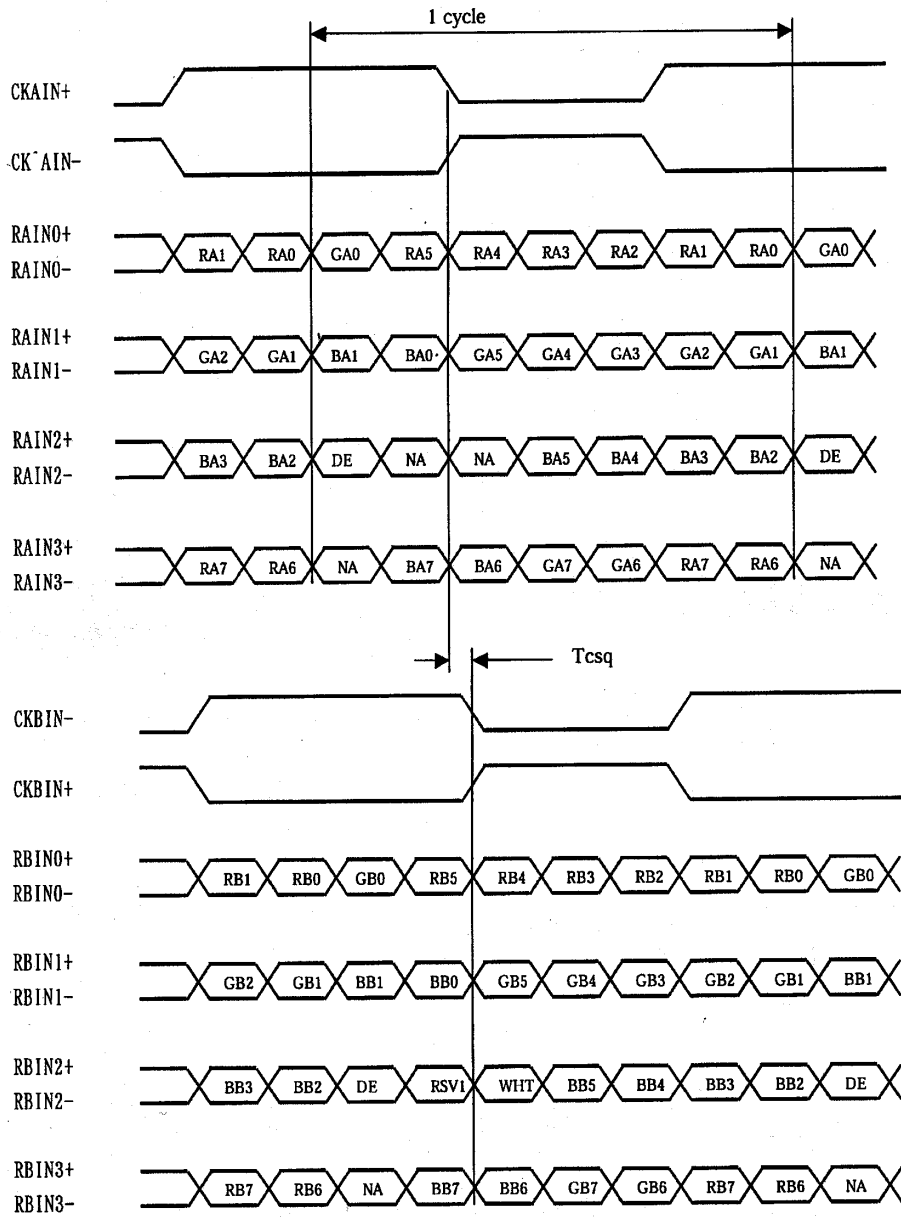 1 cycle
CKAIN+
CK-AIN-
RAIN0+ RA1 RA0 GA0 RA5 RA4 RA3 RA2 RA1 RA0 GA0
RAIN0-
RAIN1+ GA2 GA1 BA1 BA0 GA5 GA4 GA3 GA2 GA1 BA1
RAIN1-
RAIN2+ BA3 BA2 DE NA NA BA5 BA4 BA3 BA2 DE
RAIN2-
RAIN3+ RA7 RA6 NA BA7 BA6 GA7 GA6 RA7 RA6 NA
RAIN3-
Tcsq
CKBIN-
CKBIN+
RBIN0+ RB1 RB0 GB0 RB5 RB4 RB3 RB2 RB1 RB0 GB0
RBIN0-
RBIN1+ GB2 GB1 BB1 BB0 GB5 GB4 GB3 GB2 GB1 BB1
RBIN1-
RBIN2+ BB3 BB2 DE RSV1 WHT BB5 BB4 BB3 BB2 DE
RBIN2-
RBIN3+ RB7 RB6 NA BB7 BB6 GB7 GB6 RB7 RB6 NA
RBIN3-